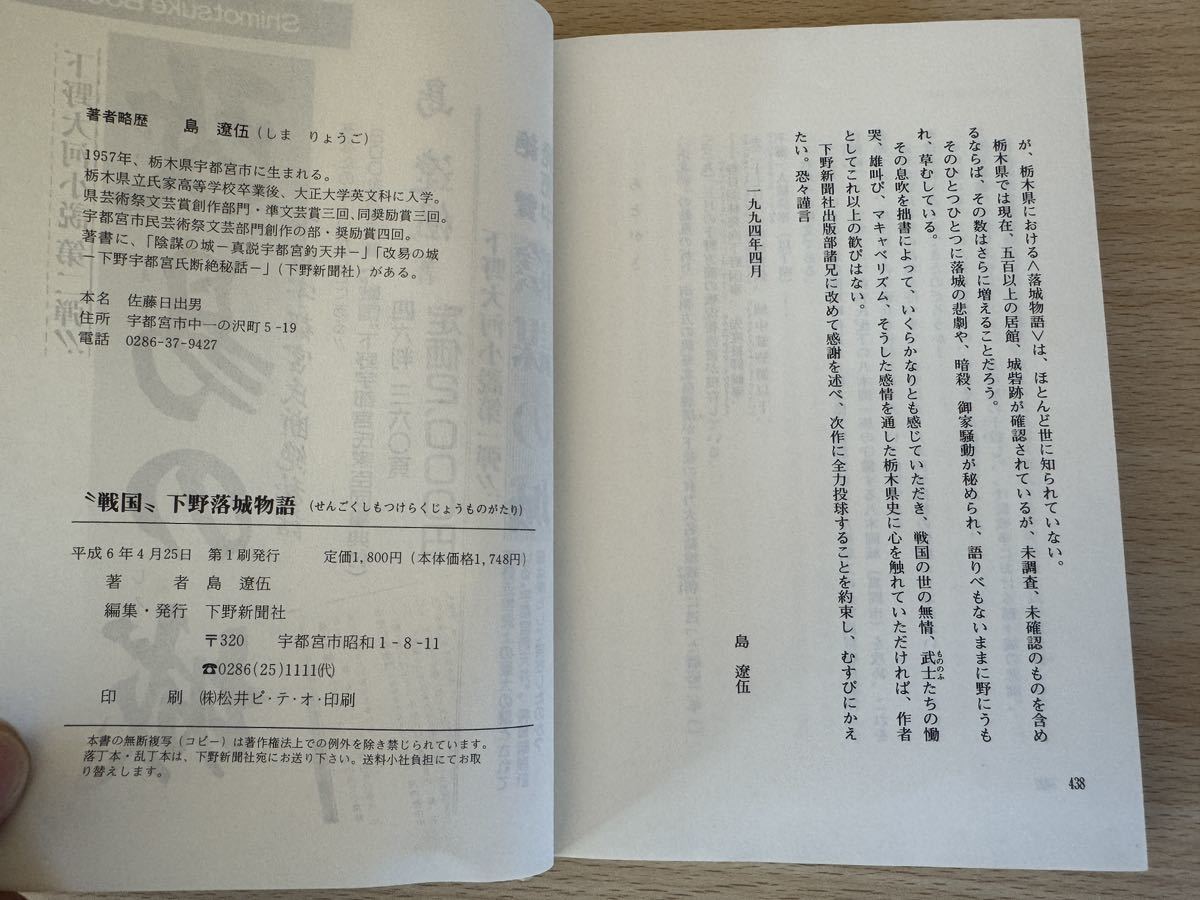 が、栃木県における＜落城物語＞は、ほとんど世に知られていない。
栃木県では現在、五百以上の居館、城砦跡が確認されているが、未調査、未確認のものを含め
るならば、その数はさらに増えることだろう。
そのひとつひとつに落城の悲劇や、暗殺、御家騒動が秘められ、語りべもないままに野にうも
れ、草むしている。
その息吹を拙書によって、いくらかなりとも感じていただき、戦国の世の無情、武士たちの慟
もののふ
哭、雄叫び、マキャベリズム、そうした感情を通した栃木県史に心を触れていただければ、作者
としてこれ以上の歓びはない。
下野新聞社出版部諸兄に改めて感謝を述べ、次作に全力投球することを約束し、むすびにかえ
たい。恐々謹言
一九九四年四月
島 遼伍
438
著者略歴 島 遼伍（しま りょうご）
1957年、栃木県宇都宮市に生まれる。
栃木県立氏家高等学校卒業後、大正大学英文科に入学。
県芸術祭文芸賞創作部門・準文芸賞三回、同奨励賞三回。
宇都宮市民芸術祭文芸部門創作の部・奨励賞四回。
著書に、「陰謀の城－真説宇都宮釣天井－」「改易の城
－下野宇都宮氏断絶秘話－」（下野新聞社）がある。
本名 佐藤日出男
住所 宇都宮市中一の沢町5-19
電話 0286-37-9427
〝戦国〟下野落城物語（せんごくしもつけらくじょうものがたり）
平成6年4月25日 第1刷発行 定価1,800円（本体価格1,748円）
著 者 島 遼伍
編集・発行 下野新聞社
〒320 宇都宮市昭和1-8-11
☎0286(25)1111㈹
印 刷 ㈱松井ピ・テ・オ・印刷
本書の無断複写（コピー）は著作権法上での例外を除き禁じられています。
落丁本・乱丁本は、下野新聞社宛にお送り下さい。送料小社負担にてお取
り替えします。